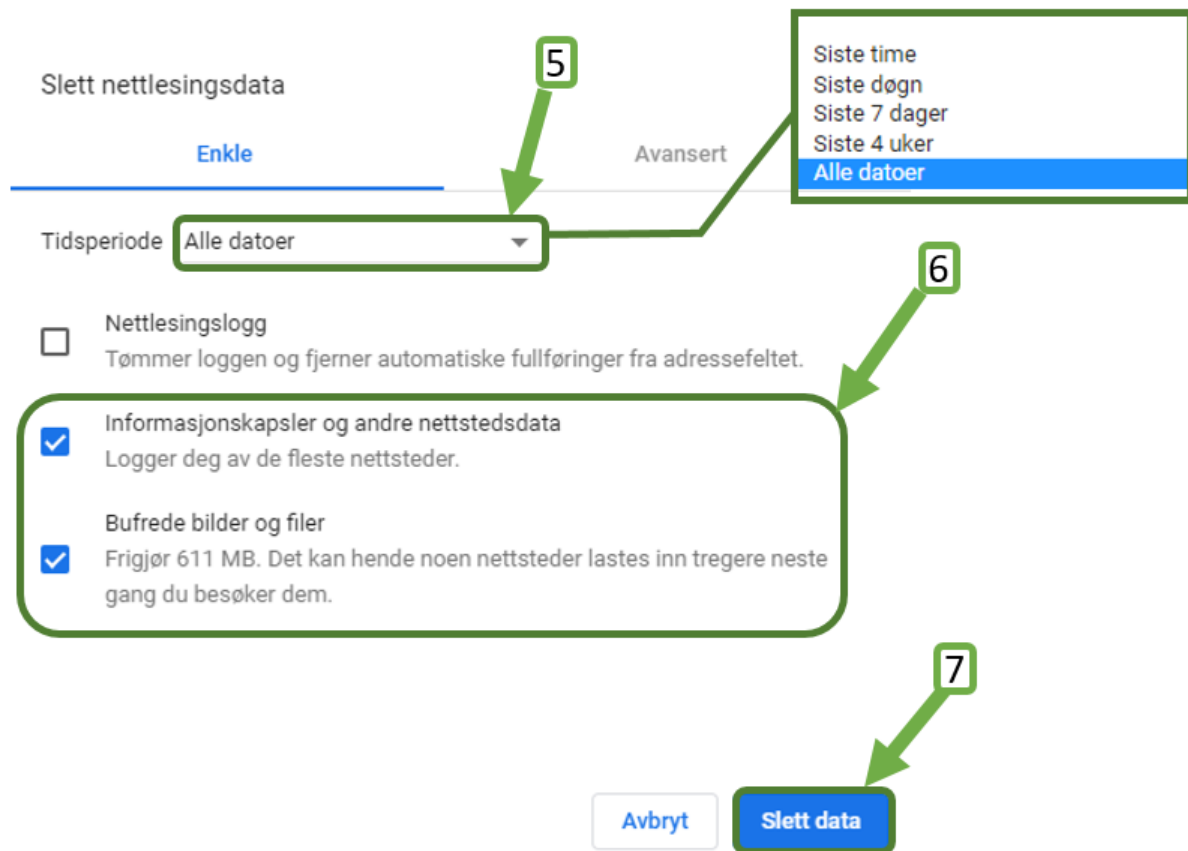 Slett nettlesingsdata
5
Siste time
Siste døgn
Siste 7 dager
Siste 4 uker
Alle datoer
Enkle
Avansert
Tidsperiode
Alle datoer
6
Nettlesingslogg
Tømmer loggen og fjerner automatiske fullføringer fra adressefeltet.
Informasjonskapsler og andre nettstedsdata
Logger deg av de fleste nettsteder.
Bufrede bilder og filer
Frigjør 611 MB. Det kan hende noen nettsteder lastes inn tregere neste
gang du besøker dem.
7
Avbryt
Slett data